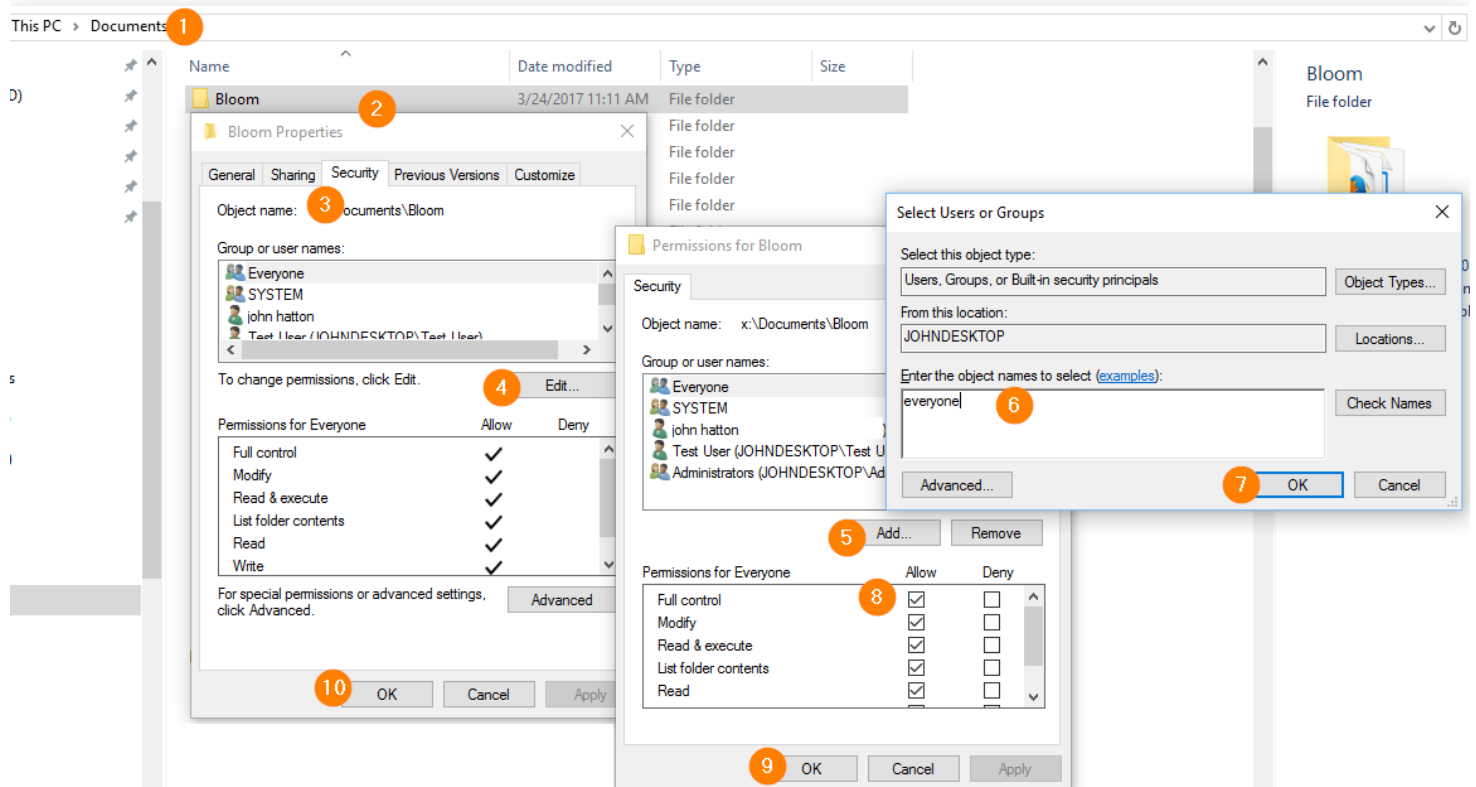 This PC > Documents 1
Name Date modified Type Size
Bloom 3/24/2017 11:11 AM File folder
2
File folder
File folder
File folder
File folder
Bloom
File folder
D)
s
)
Bloom Properties
General Sharing Security Previous Versions Customize
3
Object name: ocuments\Bloom
Group or user names:
Everyone
SYSTEM
john hatton
Test User (JOHNDESKTOP\Test User)
To change permissions, click Edit.
4 Edit...
Permissions for Everyone Allow Deny
Full control
Modify
Read & execute
List folder contents
Read
Write
For special permissions or advanced settings,
click Advanced.
Advanced
10 OK Cancel Apply
Permissions for Bloom
Security
Object name: x:\Documents\Bloom
Group or user names:
Everyone
SYSTEM
john hatton )
Test User (JOHNDESKTOP\Test U
Administrators (JOHNDESKTOP\Ad
5 Add... Remove
Permissions for Everyone Allow Deny
8
Full control
Modify
Read & execute
List folder contents
Read
9 OK Cancel Apply
Select Users or Groups
Select this object type:
Users, Groups, or Built-in security principals Object Types...
From this location:
JOHNDESKTOP Locations...
Enter the object names to select (examples):
everyone 6 Check Names
Advanced... 7 OK Cancel